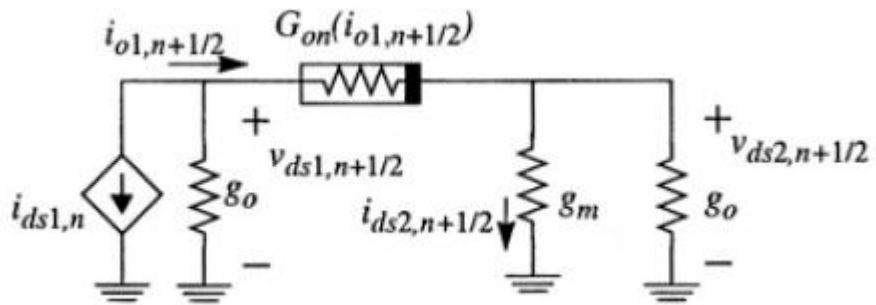 i_{o1,n+1/2}
G_{on}(i_{o1,n+1/2})
+
v_{ds1,n+1/2}
−
i_{ds1,n}
g_o
i_{ds2,n+1/2}
g_m
g_o
+
v_{ds2,n+1/2}
−